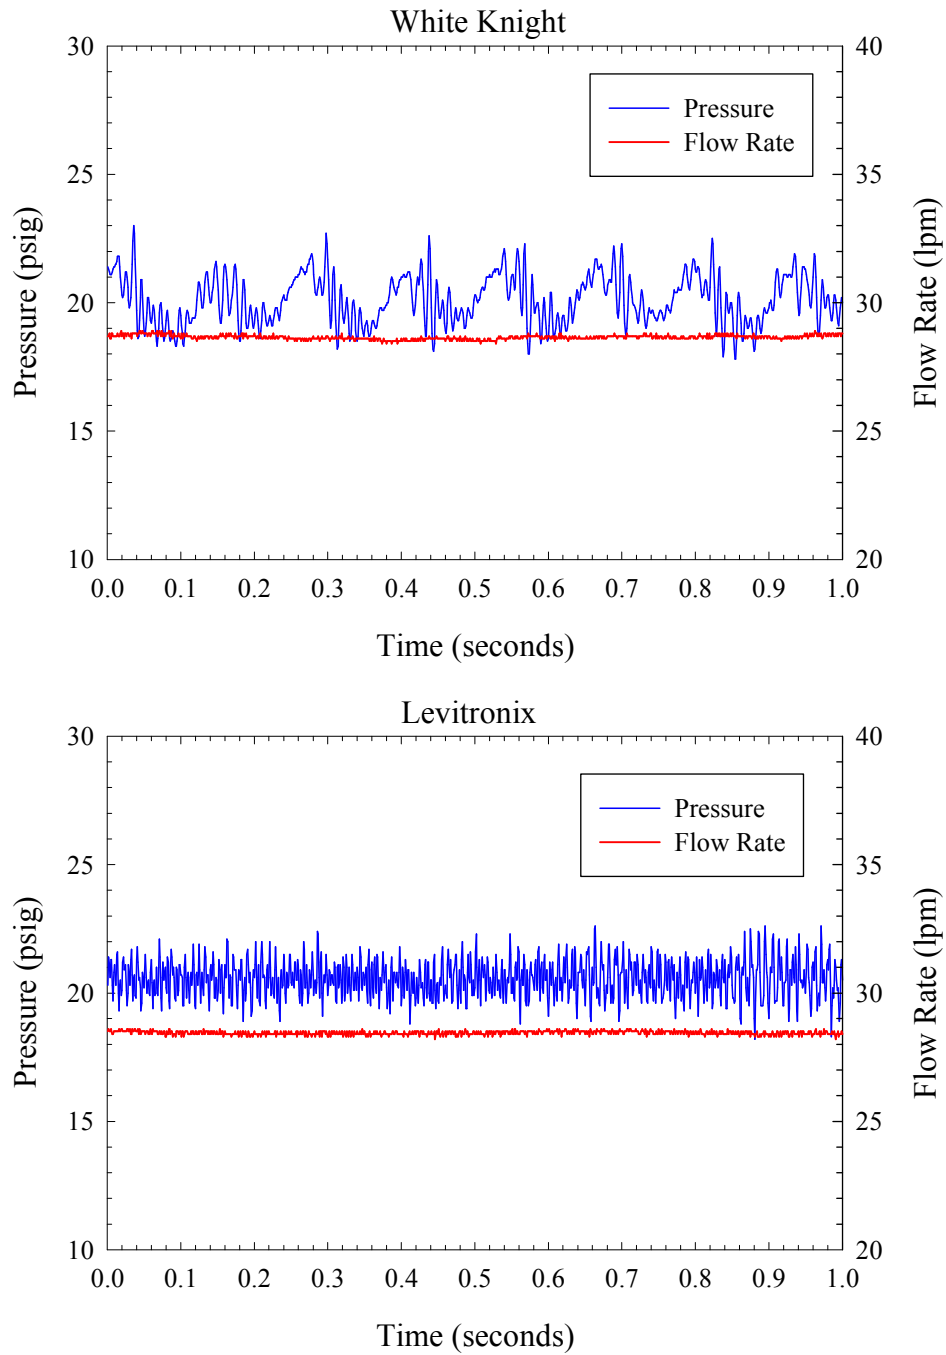 White Knight
30
25
20
15
10
Pressure (psig)
40
35
30
25
20
Flow Rate (lpm)
Pressure
Flow Rate
0.0 0.1 0.2 0.3 0.4 0.5 0.6 0.7 0.8 0.9 1.0
Time (seconds)
Levitronix
30
25
20
15
10
Pressure (psig)
40
35
30
25
20
Flow Rate (lpm)
Pressure
Flow Rate
0.0 0.1 0.2 0.3 0.4 0.5 0.6 0.7 0.8 0.9 1.0
Time (seconds)